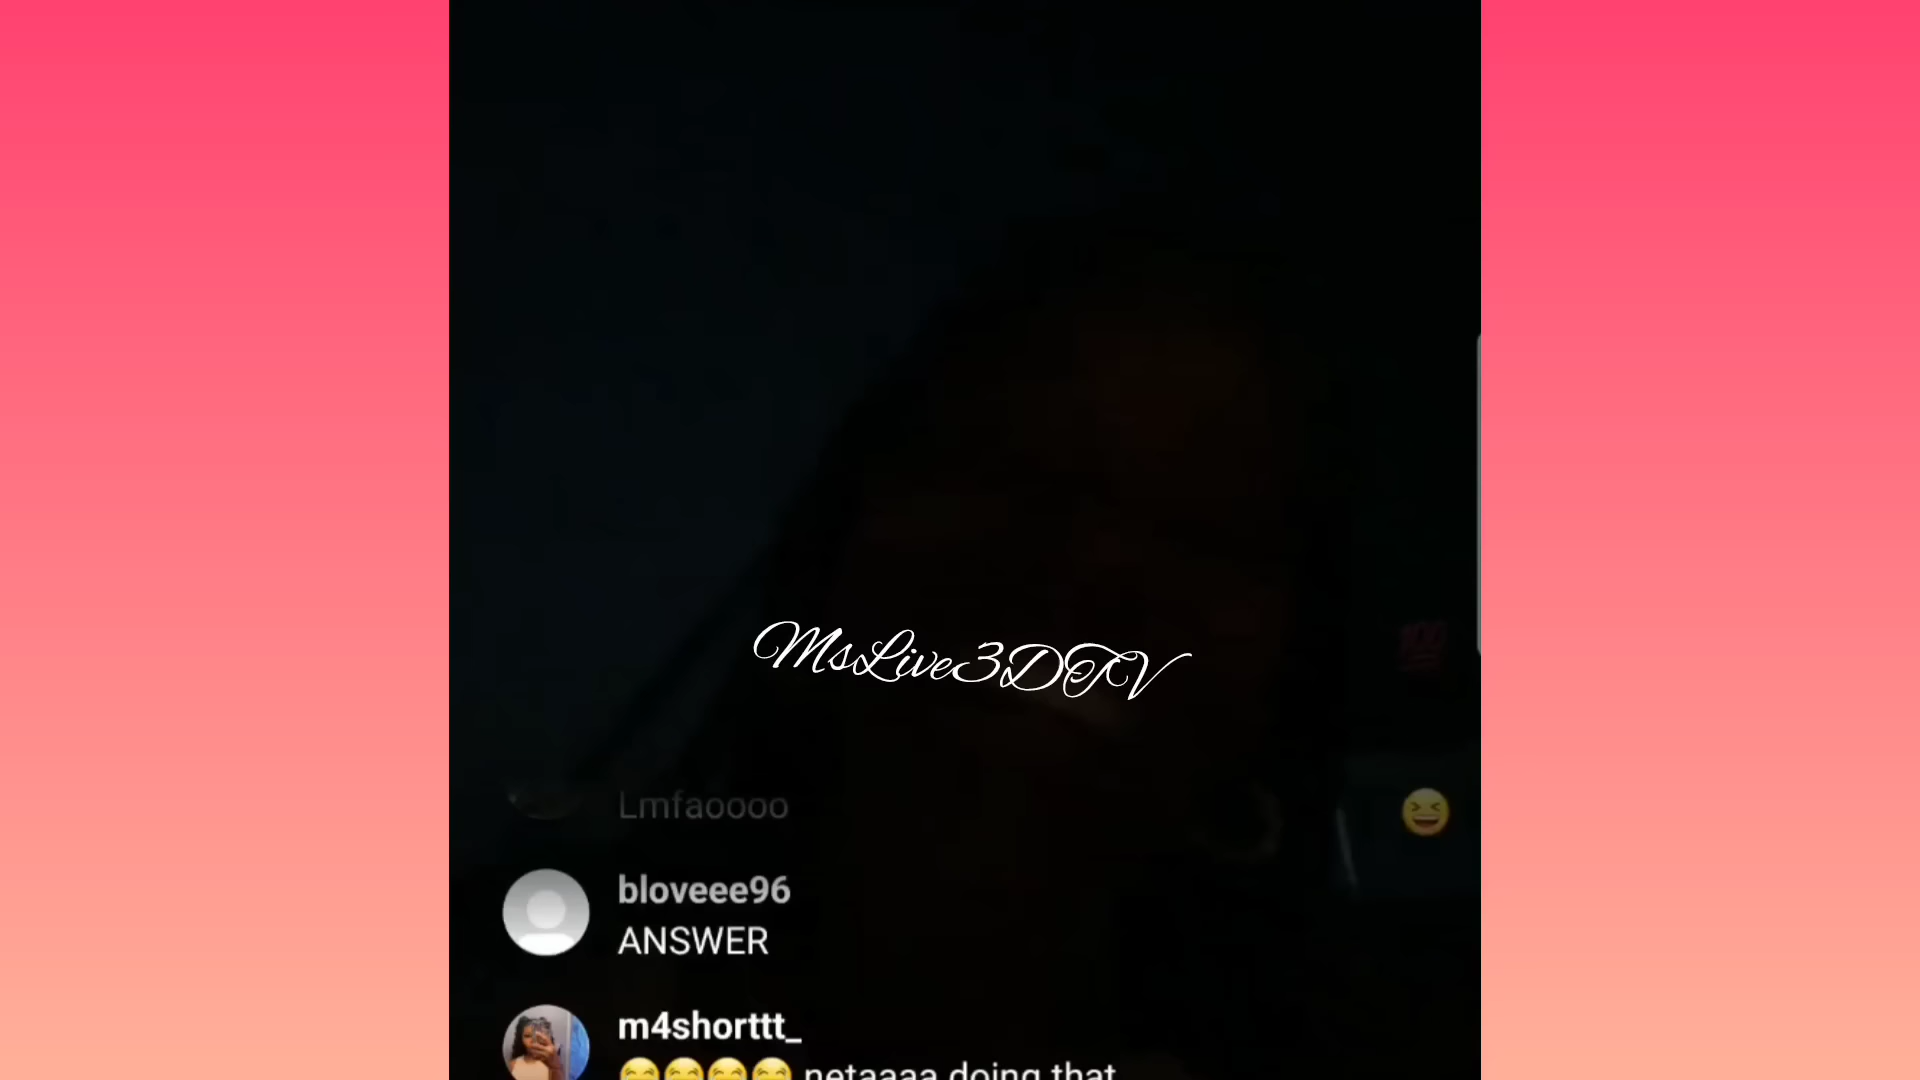 MsLive3DTV
Lmfaoooo
bloveee96
ANSWER
m4shorttt_
😁😁😁😁 netaaaa doing that